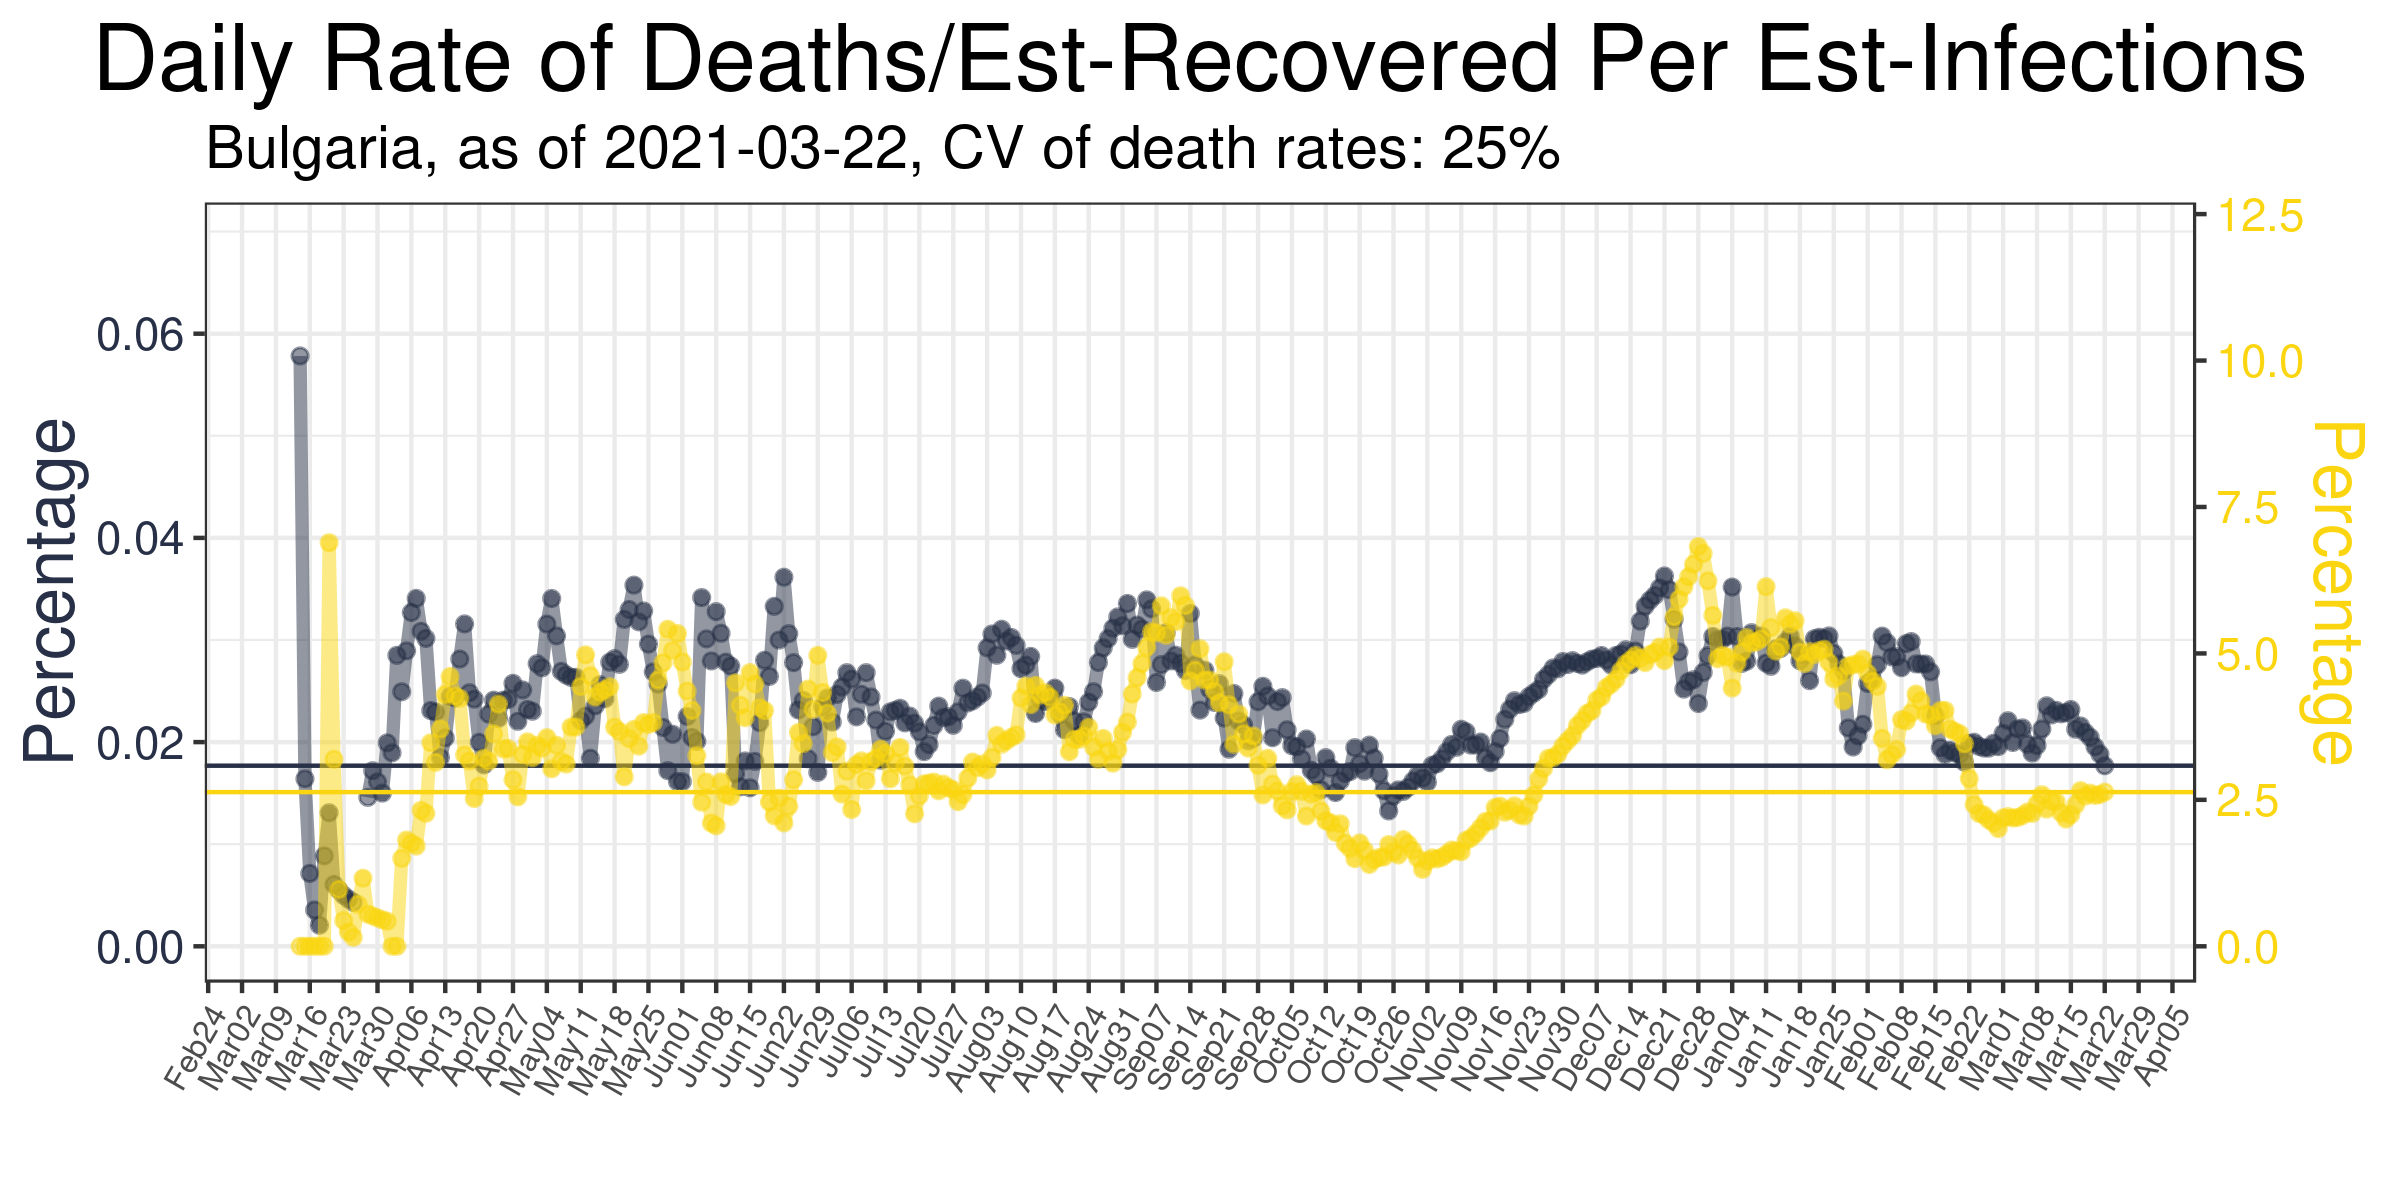 Daily Rate of Deaths/Est-Recovered Per Est-Infections
Bulgaria, as of 2021-03-22, CV of death rates: 25%
Percentage
0.06
0.04
0.02
0.00
12.5
10.0
7.5
5.0
2.5
0.0
Percentage
Feb24
Mar02
Mar09
Mar16
Mar23
Mar30
Apr06
Apr13
Apr20
Apr27
May04
May11
May18
May25
Jun01
Jun08
Jun15
Jun22
Jun29
Jul06
Jul13
Jul20
Jul27
Aug03
Aug10
Aug17
Aug24
Aug31
Sep07
Sep14
Sep21
Sep28
Oct05
Oct12
Oct19
Oct26
Nov02
Nov09
Nov16
Nov23
Nov30
Dec07
Dec14
Dec21
Dec28
Jan04
Jan11
Jan18
Jan25
Feb01
Feb08
Feb15
Feb22
Mar01
Mar08
Mar15
Mar22
Mar29
Apr05